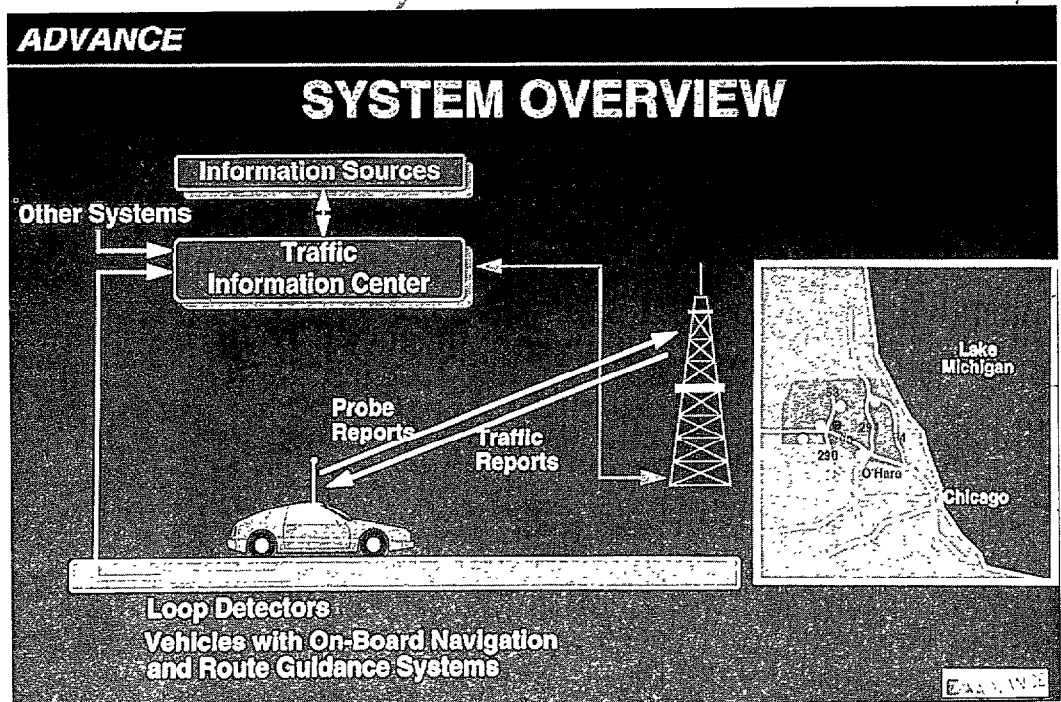 ADVANCE
SYSTEM OVERVIEW
Information Sources
Other Systems
Traffic
Information Center
Probe
Reports
Traffic
Reports
Lake
Michigan
290
O'Hare
Chicago
Loop Detectors
Vehicles with On-Board Navigation
and Route Guidance Systems